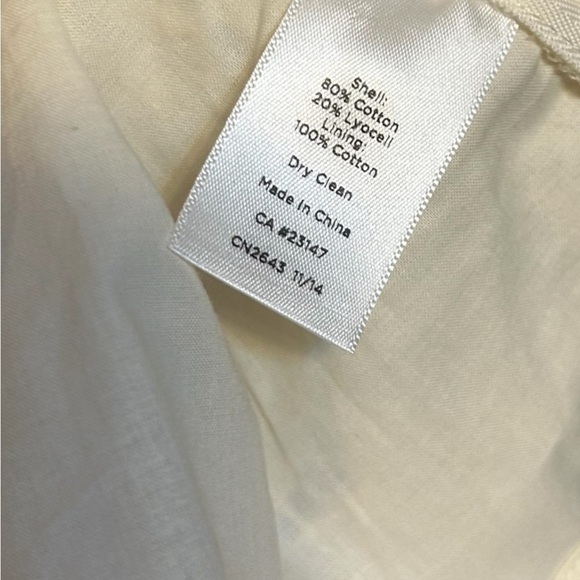 Shell:
80% Cotton
20% Lyocell
Lining:
100% Cotton
Dry Clean
Made In China
CA #23147
CN2643 11/14